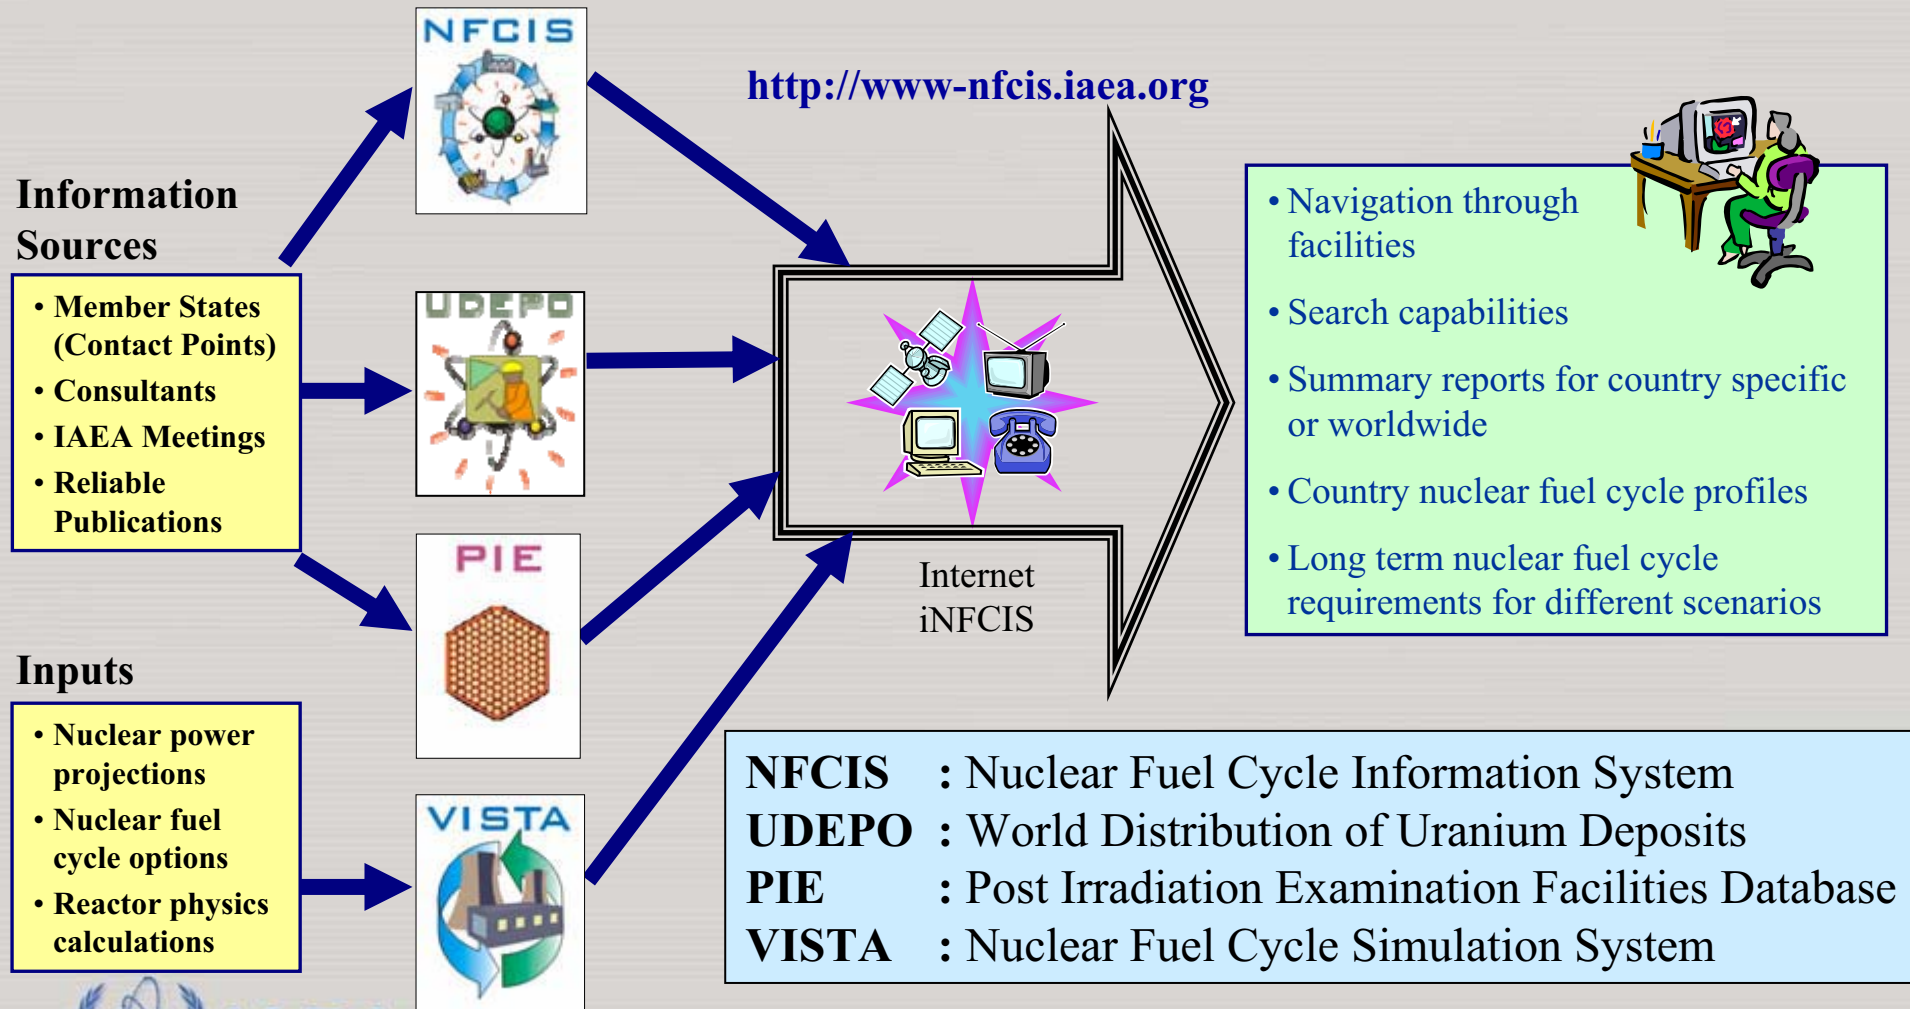 NFCIS
http://www-nfcis.iaea.org
Information
Sources
• Member States
(Contact Points)
• Consultants
• IAEA Meetings
• Reliable
Publications
UDEPO
PIE
Inputs
• Nuclear power
projections
• Nuclear fuel
cycle options
• Reactor physics
calculations
VISTA
Internet
iNFCIS
• Navigation through
facilities
• Search capabilities
• Summary reports for country specific
or worldwide
• Country nuclear fuel cycle profiles
• Long term nuclear fuel cycle
requirements for different scenarios
NFCIS : Nuclear Fuel Cycle Information System
UDEPO : World Distribution of Uranium Deposits
PIE : Post Irradiation Examination Facilities Database
VISTA : Nuclear Fuel Cycle Simulation System